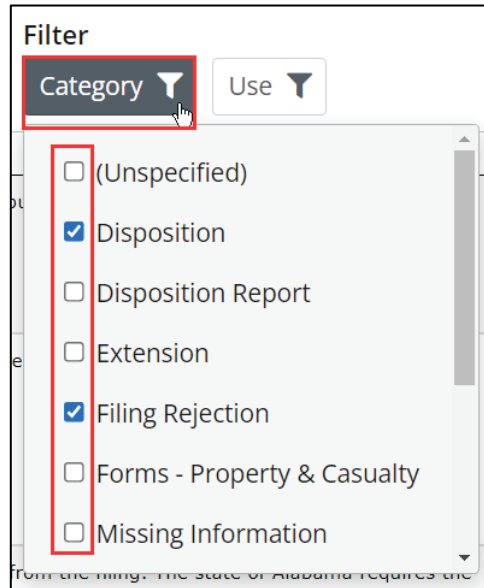 Filter
Category Use
(Unspecified)
Disposition
Disposition Report
Extension
Filing Rejection
Forms - Property & Casualty
Missing Information
from the filing? The state of Alabama requires the